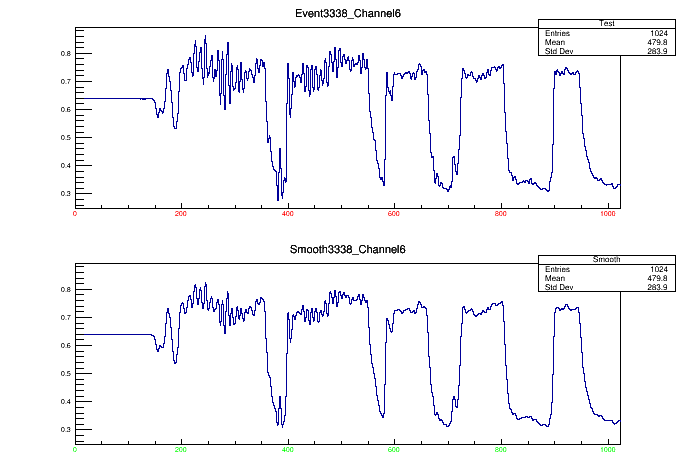 Event3338_Channel6
Test
Entries 1024
Mean 479.8
Std Dev 283.9
0.8
0.7
0.6
0.5
0.4
0.3
0 200 400 600 800 1000
Smooth3338_Channel6
Smooth
Entries 1024
Mean 479.8
Std Dev 283.9
0.8
0.7
0.6
0.5
0.4
0.3
0 200 400 600 800 1000